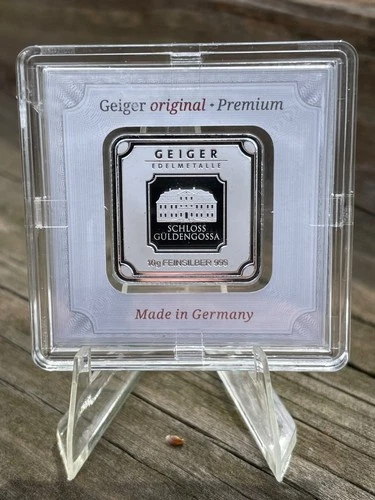 Geiger original • Premium
GEIGER
EDELMETALLE
SCHLOSS
GÜLDENGOSSA
10g FEINSILBER 999
Made in Germany